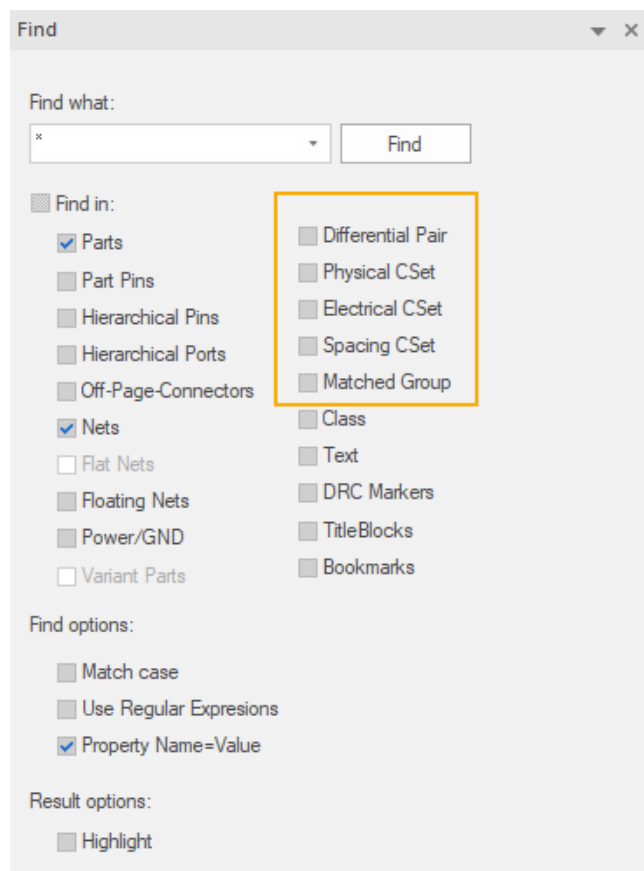 Find
Find what:
*
Find
Find in:
Parts
Part Pins
Hierarchical Pins
Hierarchical Ports
Off-Page-Connectors
Nets
Flat Nets
Floating Nets
Power/GND
Variant Parts
Differential Pair
Physical CSet
Electrical CSet
Spacing CSet
Matched Group
Class
Text
DRC Markers
TitleBlocks
Bookmarks
Find options:
Match case
Use Regular Expresions
Property Name=Value
Result options:
Highlight